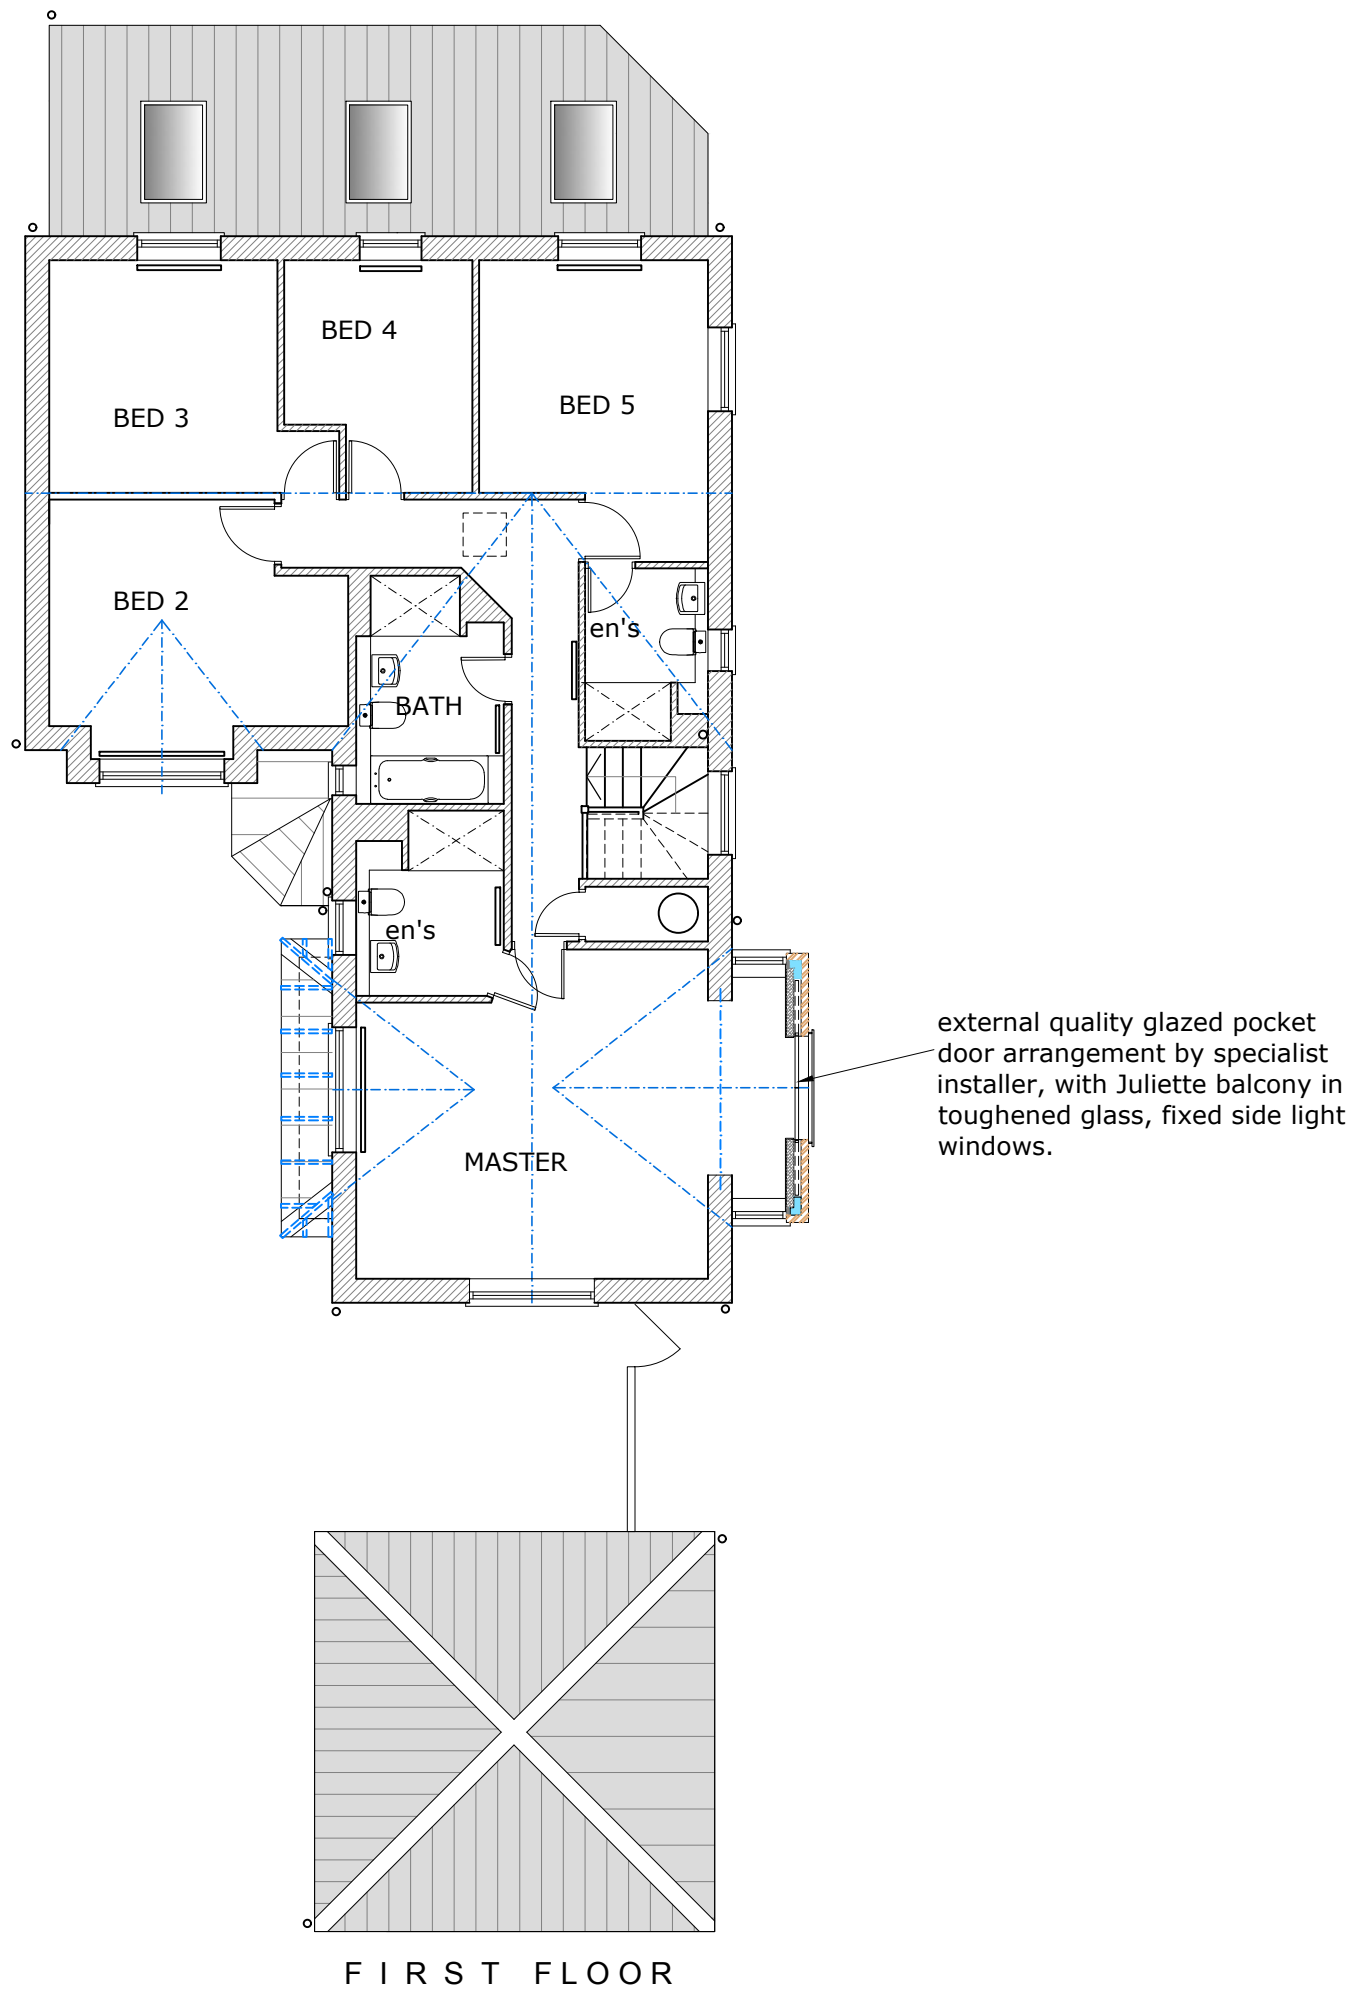 BED 4
BED 3
BED 5
BED 2
en's
BATH
en's
external quality glazed pocket
door arrangement by specialist
installer, with Juliette balcony in
toughened glass, fixed side light
windows.
MASTER
FIRST FLOOR